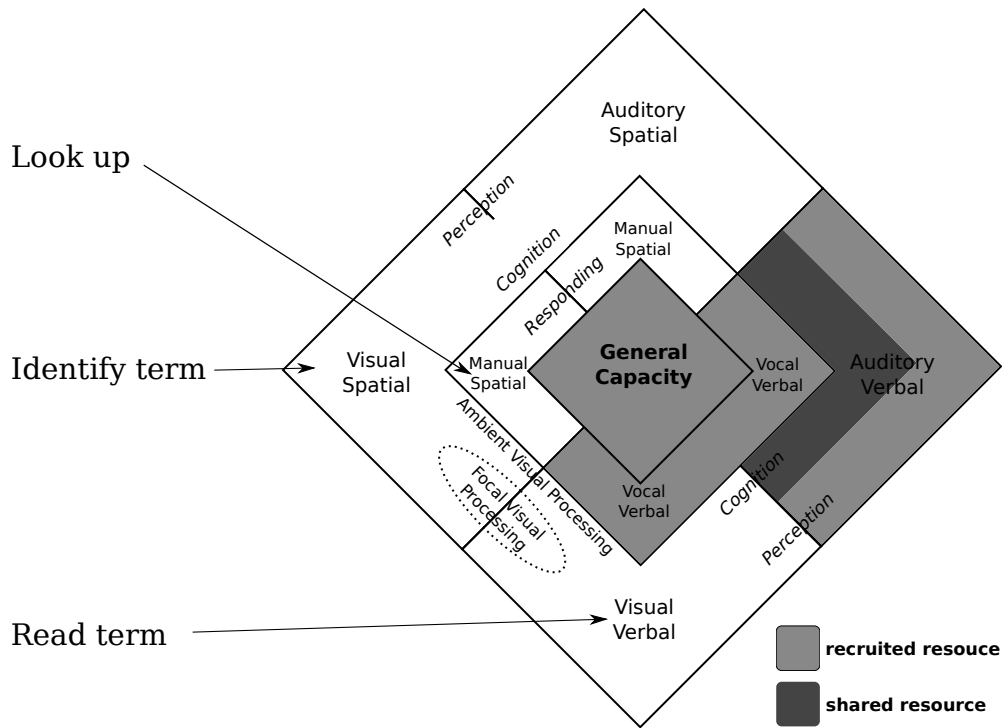 Auditory
Spatial
Look up
Perception
Cognition
Manual
Spatial
Responding
Identify term
Visual
Spatial
Manual
Spatial
General
Capacity
Vocal
Verbal
Auditory
Verbal
Ambient Visual Processing
Focal Visual
Processing
Vocal
Verbal
Cognition
Perception
Read term
Visual
Verbal
recruited resouce
shared resource